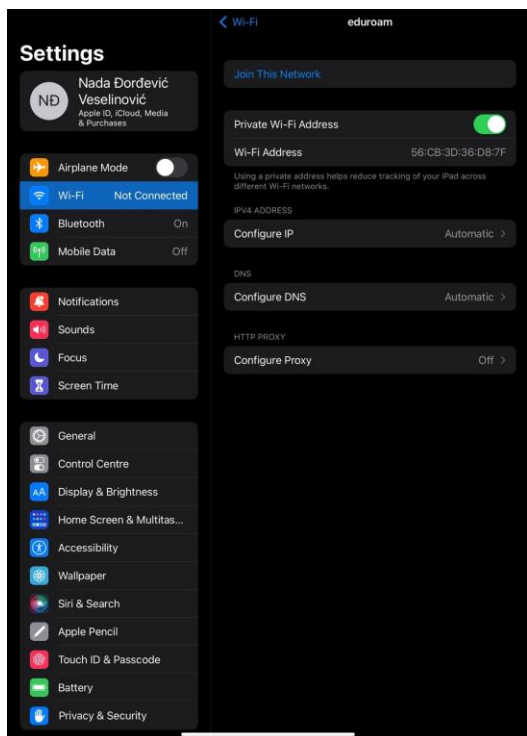 Settings
NĐ
Nada Đorđević
Veselinović
Apple ID, iCloud, Media
& Purchases
Airplane Mode
Wi-Fi Not Connected
Bluetooth On
Mobile Data Off
Notifications
Sounds
Focus
Screen Time
General
Control Centre
AA Display & Brightness
Home Screen & Multitas...
Accessibility
Wallpaper
Siri & Search
Apple Pencil
Touch ID & Passcode
Battery
Privacy & Security
Wi-Fi eduroam
Join This Network
Private Wi-Fi Address
Wi-Fi Address 56:CB:3D:36:D8:7F
Using a private address helps reduce tracking of your iPad across
different Wi-Fi networks.
IPV4 ADDRESS
Configure IP Automatic
DNS
Configure DNS Automatic
HTTP PROXY
Configure Proxy Off